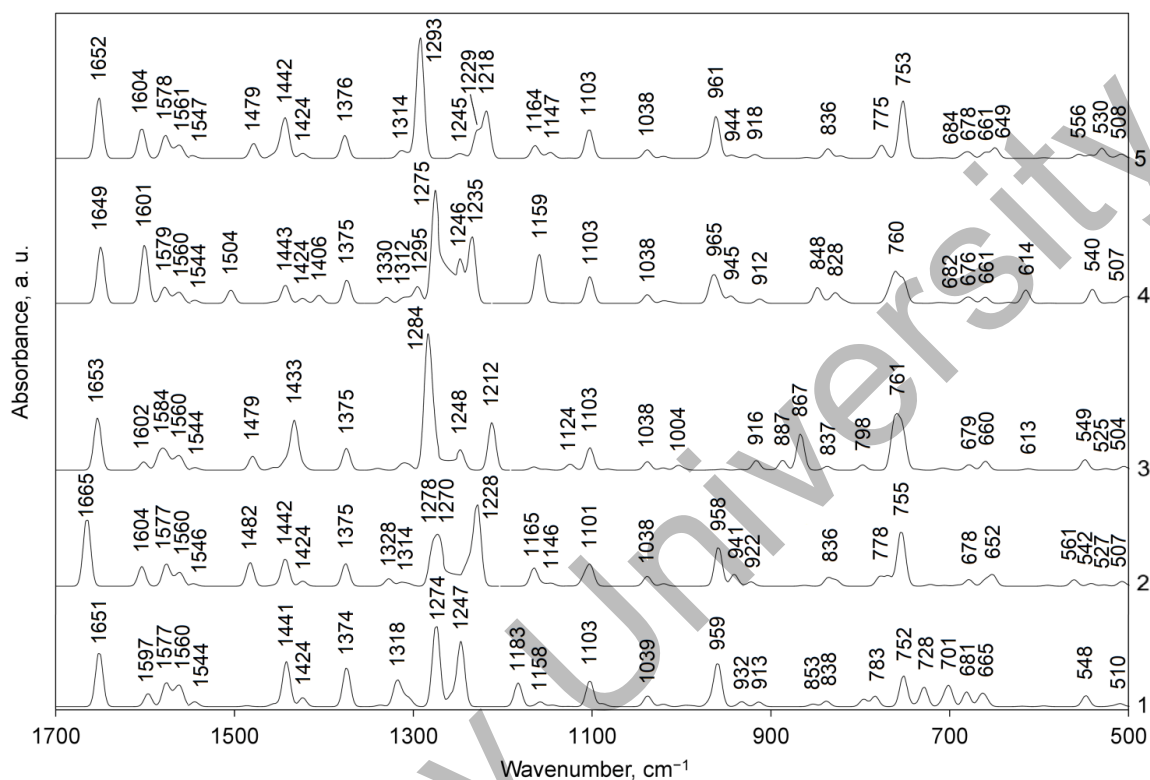 1652 1604 1578 1561 1547 1479 1442 1424 1376 1314 1293 1245 1229 1218 1164 1147 1103 1038 961 944 918 836 775 753 684 678 661 649 556 530 508 5
1649 1601 1579 1560 1544 1504 1443 1424 1406 1375 1330 1312 1295 1275 1246 1235 1159 1103 1038 965 945 912 848 828 760 682 676 661 614 540 507 4
1653 1602 1584 1560 1544 1479 1433 1375 1284 1248 1212 1124 1103 1038 1004 916 887 867 837 798 761 679 660 613 549 525 504 3
1665 1604 1577 1560 1546 1482 1442 1424 1375 1328 1314 1278 1270 1228 1165 1146 1101 1038 958 941 922 836 778 755 678 652 561 542 527 507 2
1651 1597 1577 1560 1544 1441 1424 1374 1318 1274 1247 1183 1158 1103 1039 959 932 913 853 838 783 752 728 701 681 665 548 510 1
1700 1500 1300 1100 900 700 500
Wavenumber, cm⁻¹
Absorbance, a. u.
University